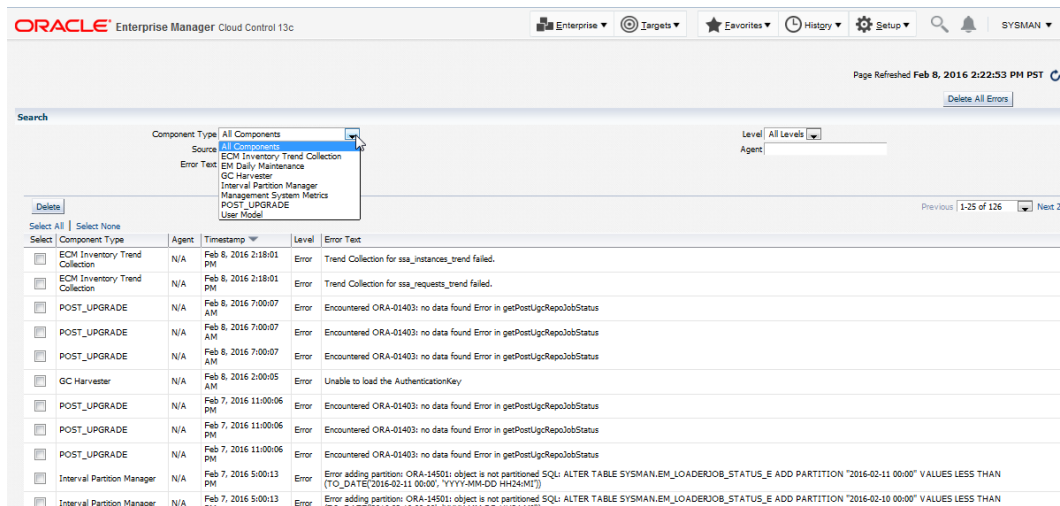 ORACLE Enterprise Manager Cloud Control 13c
Enterprise Targets Favorites History Setup SYSMAN
Page Refreshed Feb 8, 2016 2:22:53 PM PST
Delete All Errors
Search
Component Type All Components
Level All Levels
Source
Agent
Error Text
All Components
ECM Inventory Trend Collection
EM Daily Maintenance
GC Harvester
Interval Partition Manager
Management System Metrics
POST_UPGRADE
User Model
Delete
Previous 1-25 of 126 Next 2
Select All | Select None
Select Component Type Agent Timestamp Level Error Text
ECM Inventory Trend Collection N/A Feb 8, 2016 2:18:01 PM Error Trend Collection for ssa_instances_trend failed.
ECM Inventory Trend Collection N/A Feb 8, 2016 2:18:01 PM Error Trend Collection for ssa_requests_trend failed.
POST_UPGRADE N/A Feb 8, 2016 7:00:07 AM Error Encountered ORA-01403: no data found Error in getPostUgcRepoJobStatus
POST_UPGRADE N/A Feb 8, 2016 7:00:07 AM Error Encountered ORA-01403: no data found Error in getPostUgcRepoJobStatus
POST_UPGRADE N/A Feb 8, 2016 7:00:07 AM Error Encountered ORA-01403: no data found Error in getPostUgcRepoJobStatus
GC Harvester N/A Feb 8, 2016 2:00:05 AM Error Unable to load the AuthenticationKey
POST_UPGRADE N/A Feb 7, 2016 11:00:06 PM Error Encountered ORA-01403: no data found Error in getPostUgcRepoJobStatus
POST_UPGRADE N/A Feb 7, 2016 11:00:06 PM Error Encountered ORA-01403: no data found Error in getPostUgcRepoJobStatus
POST_UPGRADE N/A Feb 7, 2016 11:00:06 PM Error Encountered ORA-01403: no data found Error in getPostUgcRepoJobStatus
Interval Partition Manager N/A Feb 7, 2016 5:00:13 PM Error Error adding partition: ORA-14501: object is not partitioned SQL: ALTER TABLE SYSMAN.EM_LOADERJOB_STATUS_E ADD PARTITION "2016-02-11 00:00" VALUES LESS THAN
(TO_DATE('2016-02-11 00:00', 'YYYY-MM-DD HH24:MI'))
Interval Partition Manager N/A Feb 7, 2016 5:00:13 Error Error adding partition: ORA-14501: object is not partitioned SQL: ALTER TABLE SYSMAN.EM_LOADERJOB_STATUS_E ADD PARTITION "2016-02-10 00:00" VALUES LESS THAN